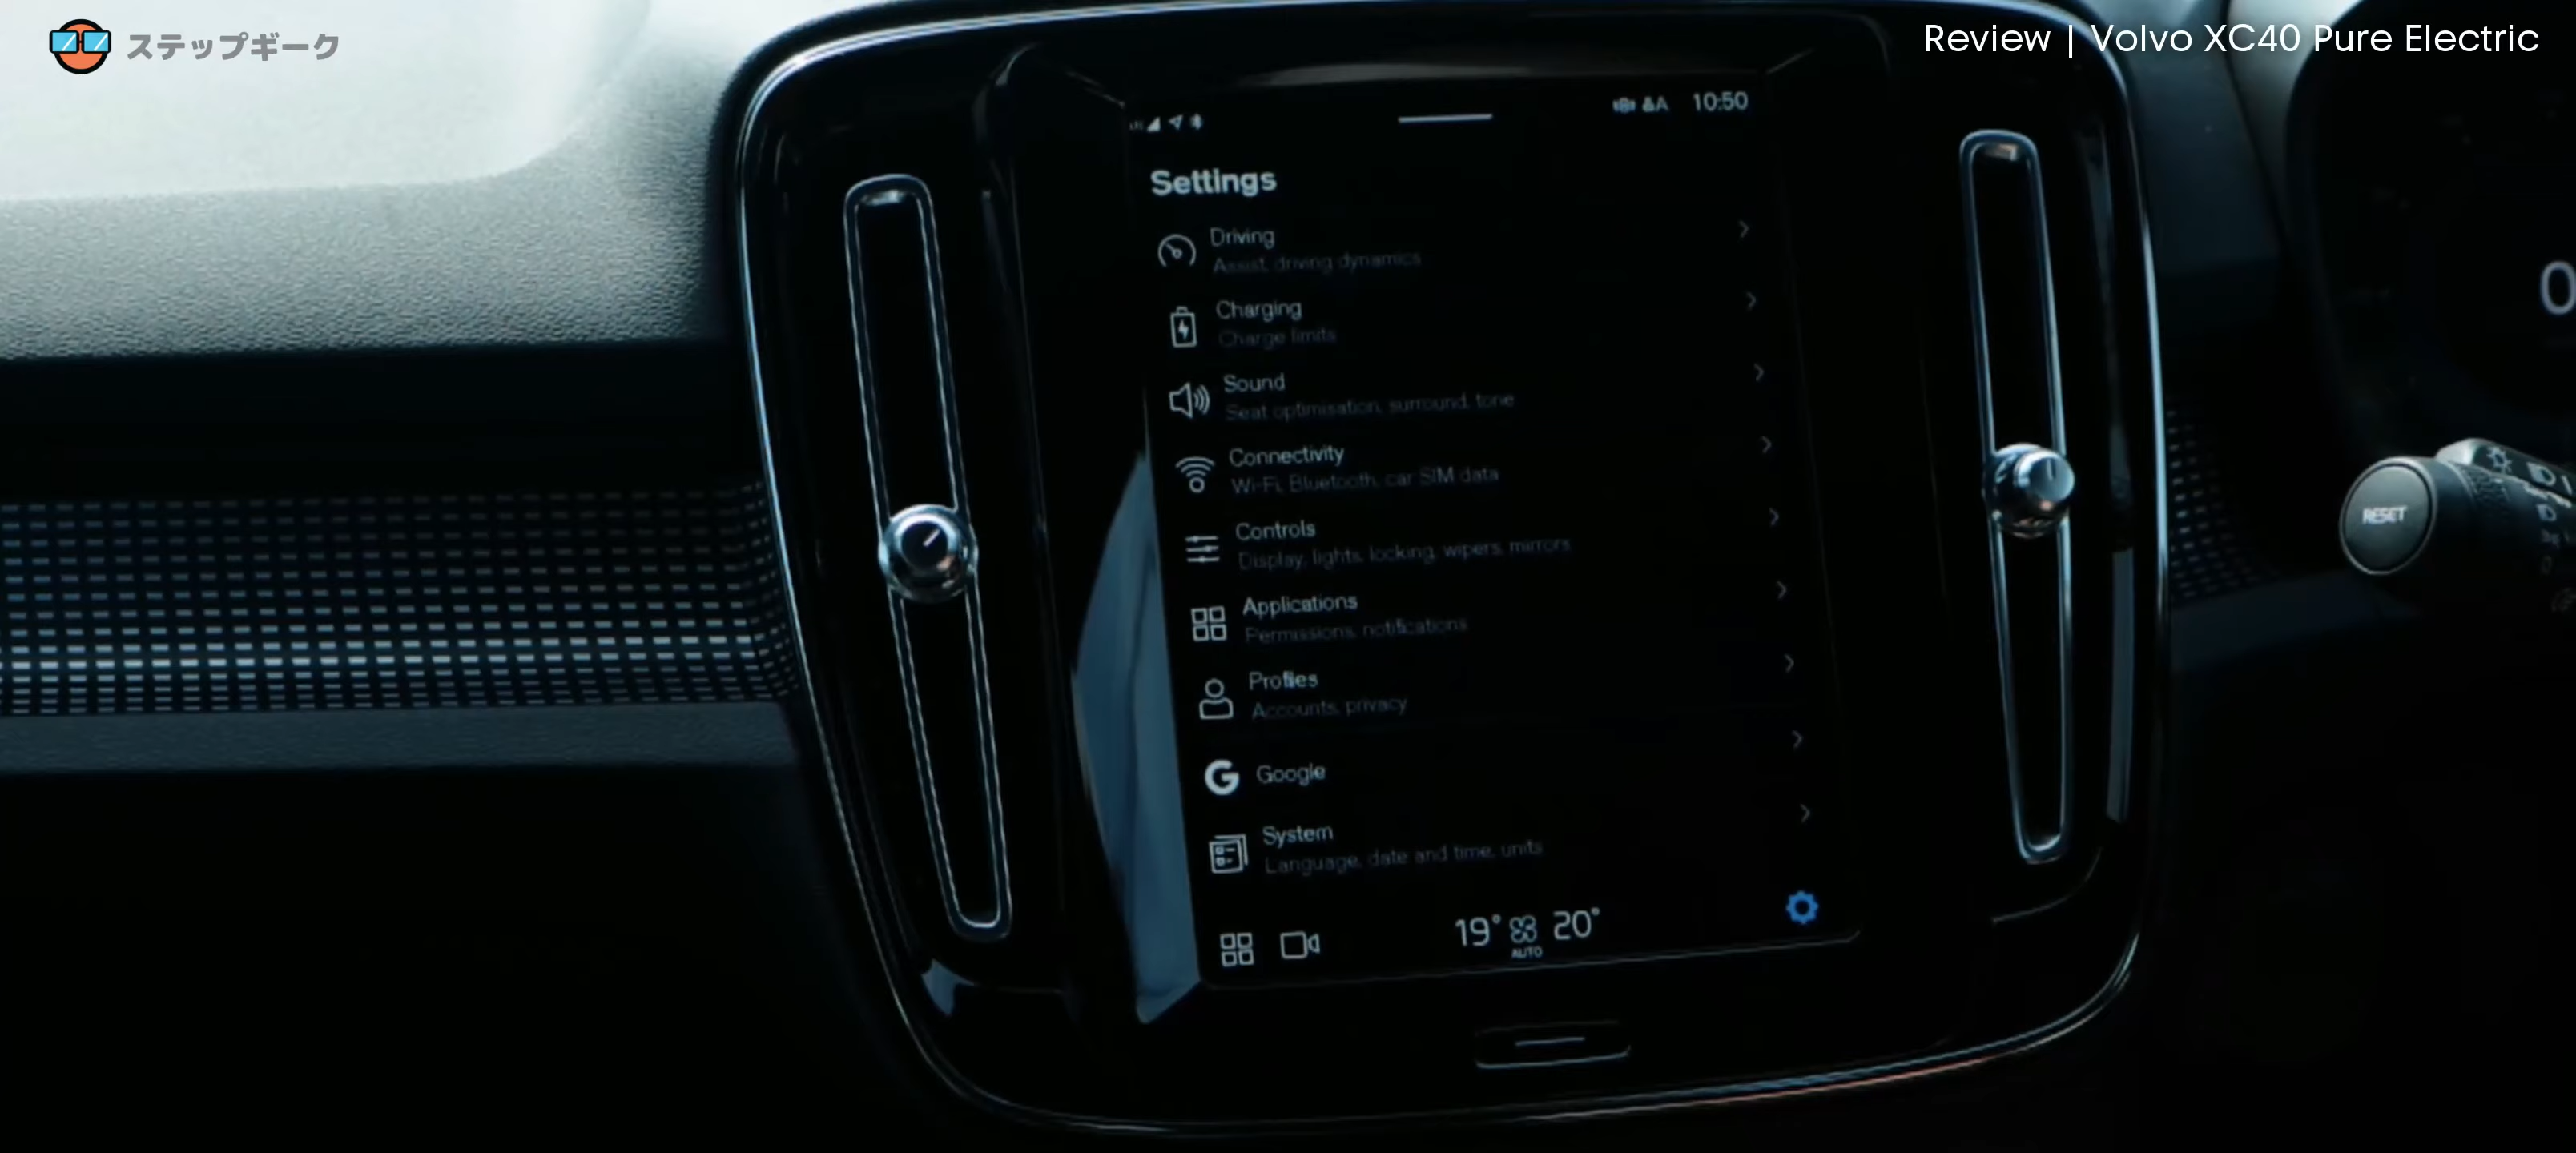 ステップギーク
Review | Volvo XC40 Pure Electric
10:50
Settings
Driving
Assist, driving dynamics
Charging
Charge limits
Sound
Seat optimisation, surround, tone
Connectivity
Wi-Fi, Bluetooth, car SIM data
Controls
Display, lights, locking, wipers, mirrors
Applications
Permissions, notifications
Profiles
Accounts, privacy
G Google
System
Language, date and time, units
19° 20°
AUTO
RESET
0